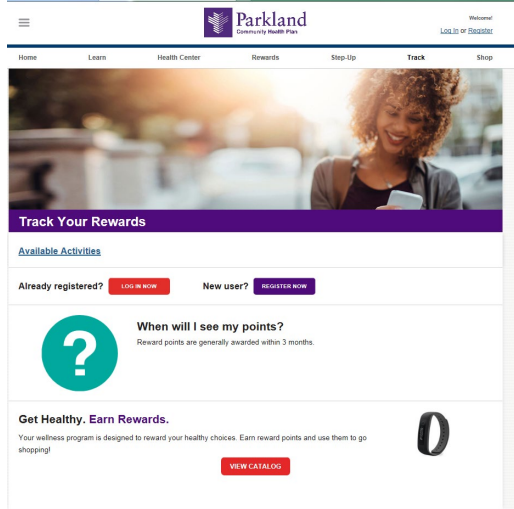 Parkland
Community Health Plan
Welcome!
Log In or Register
Home Learn Health Center Rewards Step-Up Track Shop
Track Your Rewards
Available Activities
Already registered? LOG IN NOW New user? REGISTER NOW
?
When will I see my points?
Reward points are generally awarded within 3 months.
Get Healthy. Earn Rewards.
Your wellness program is designed to reward your healthy choices. Earn reward points and use them to go
shopping!
VIEW CATALOG